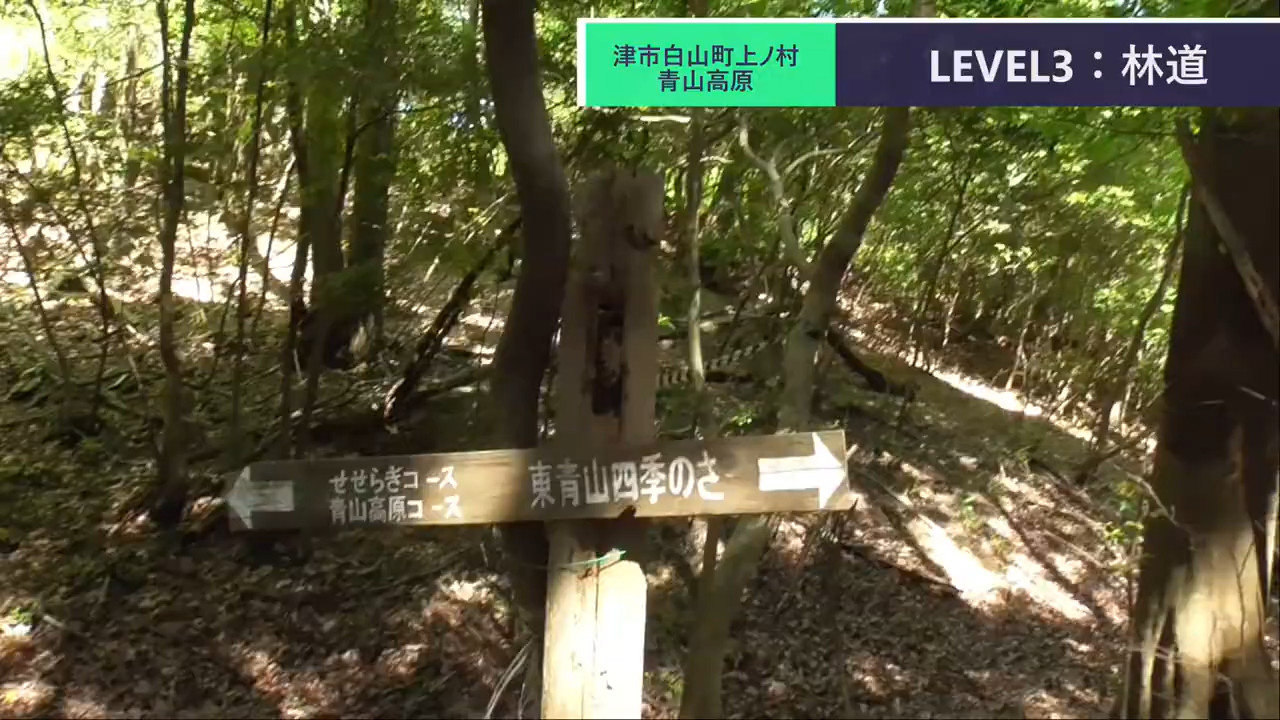 津市白山町上ノ村
青山高原
LEVEL3：林道
せせらぎコース
青山高原コース
東青山四季のさと